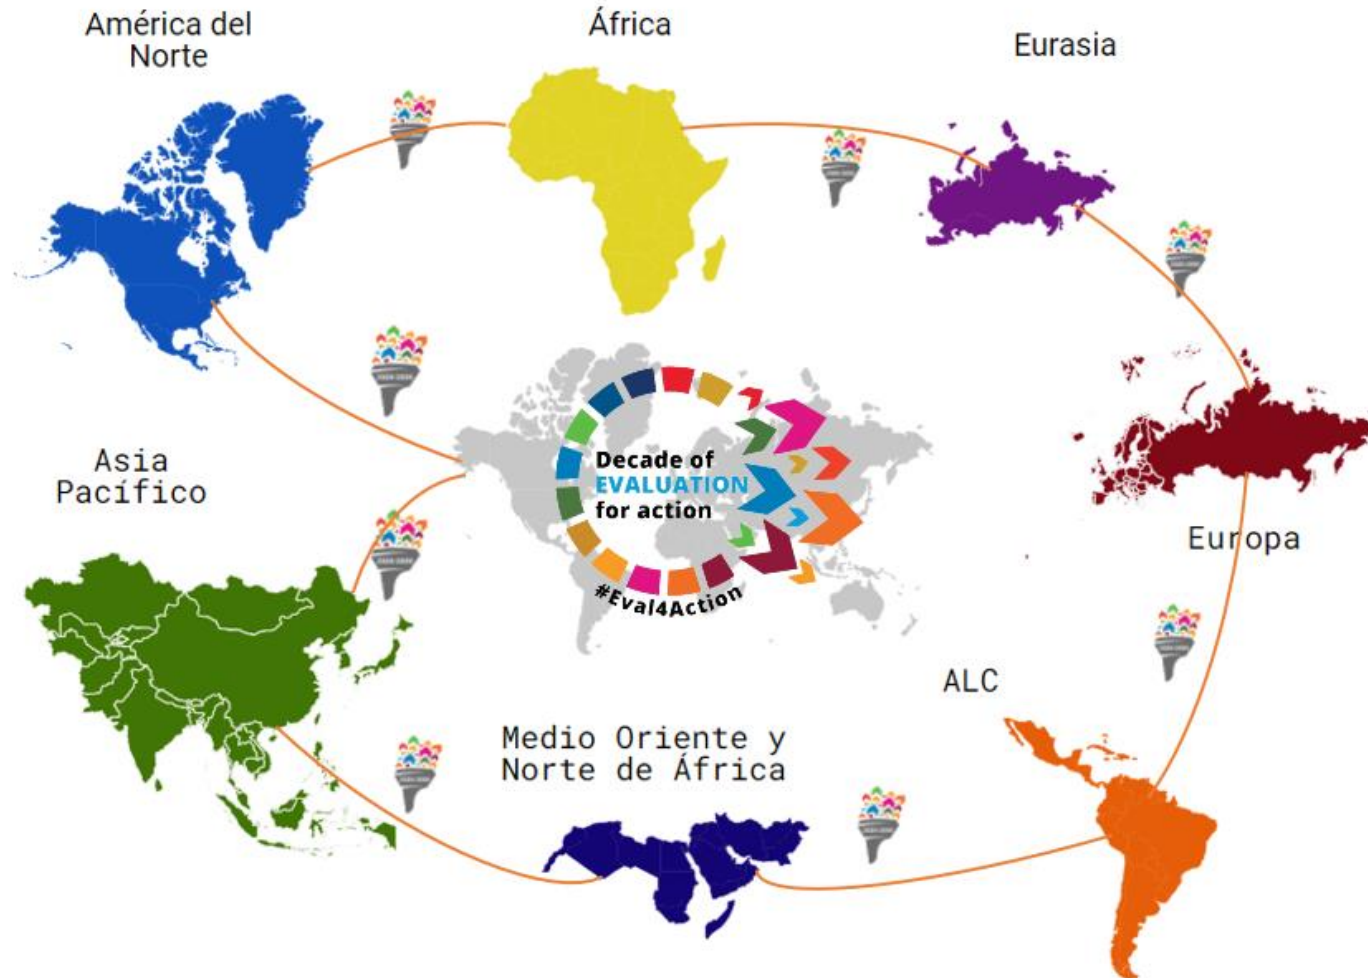 América del
Norte
África
Eurasia
Asia
Pacífico
Decade of
EVALUATION
for action
#Eval4Action
Europa
ALC
Medio Oriente y
Norte de África